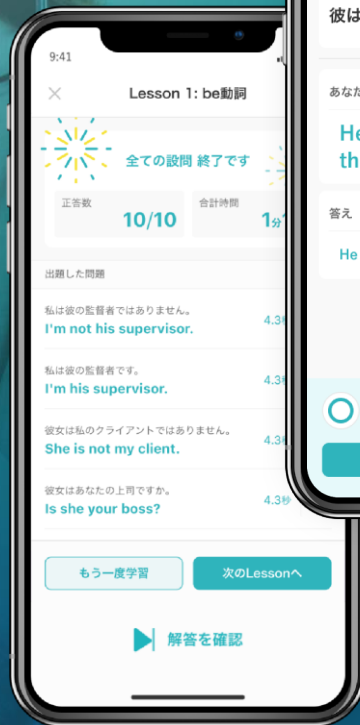 9:41
Lesson 1: be動詞
全ての設問 終了です
正答数
10/10
合計時間
1分
出題した問題
私は彼の監督者ではありません。
I'm not his supervisor.
4.3
私は彼の監督者です。
I'm his supervisor.
4.3
彼女は私のクライアントではありません。
She is not my client.
4.3
彼女はあなたの上司ですか。
Is she your boss?
4.3秒
もう一度学習
次のLessonへ
解答を確認
彼は
あなた
He
th
答え
He